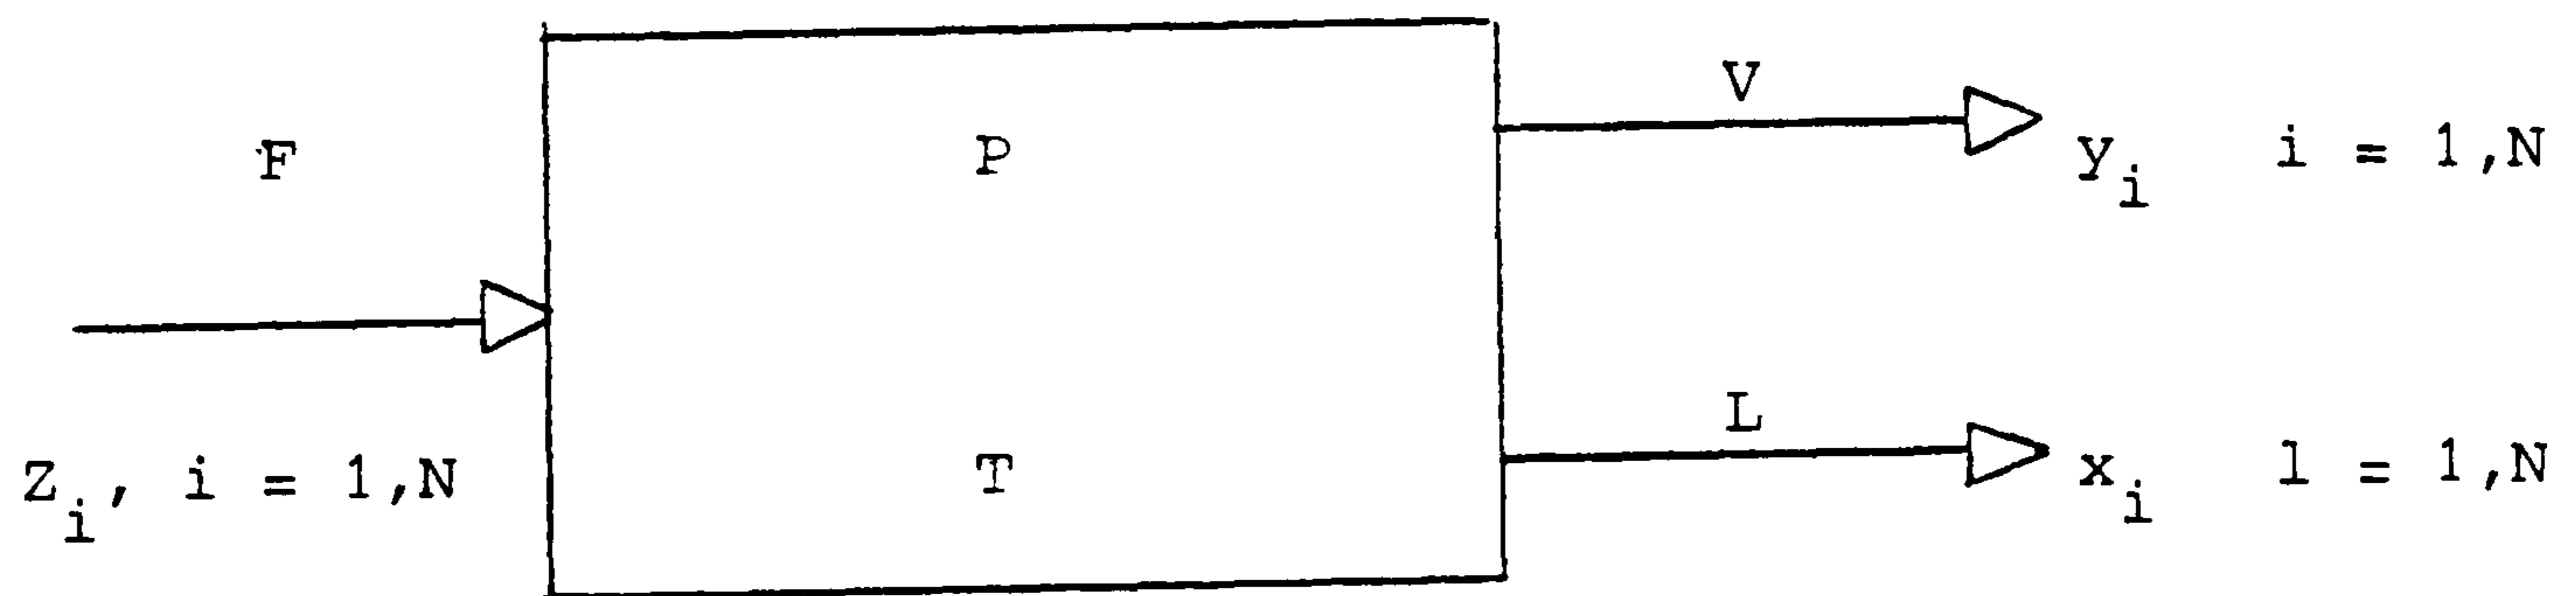 F
P
V
y_i i = 1,N
Z_i, i = 1,N
T
L
x_i l = 1,N